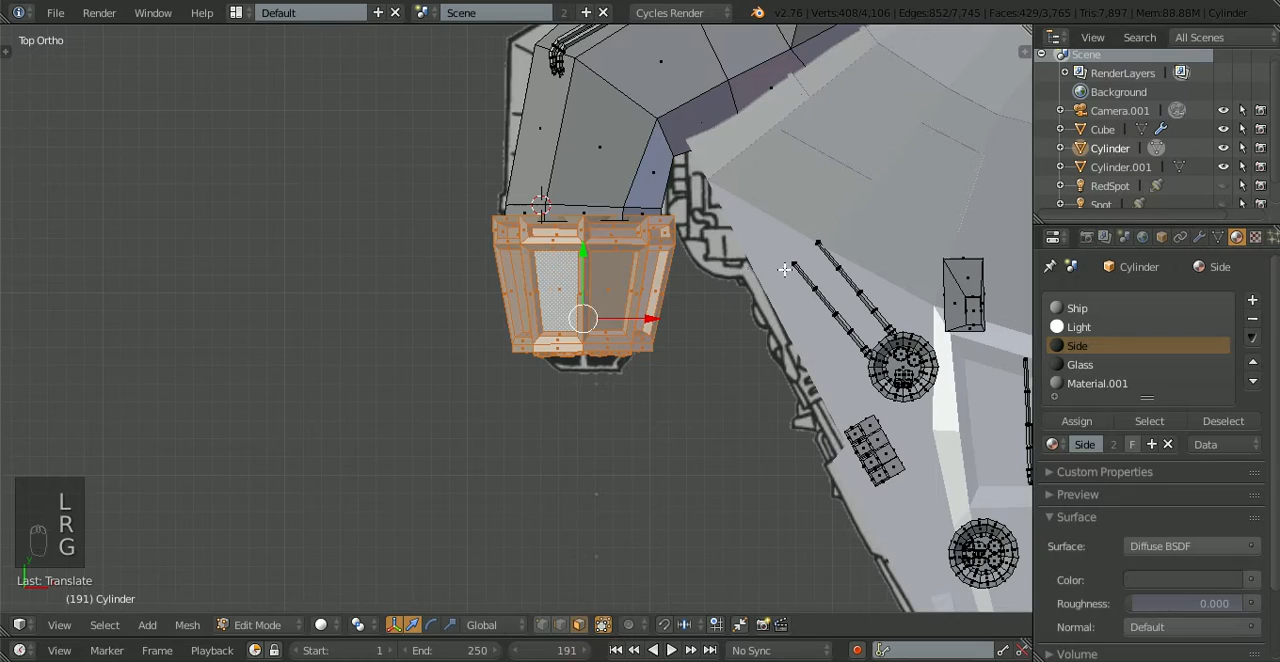 File Render Window Help Default Scene 2 Cycles Render v2.76 | Verts:408/4,106 | Edges:852/7,745 | Faces:429/3,765 | Tris:7,897 | Mem:88.88M | Cylinder
Top Ortho
View Search All Scenes
Scene
RenderLayers
Background
Camera.001
Cube
Cylinder
Cylinder.001
RedSpot
Spot
Cylinder Side
Ship
Light
Side
Glass
Material.001
Assign Select Deselect
Side 2 F Data
Custom Properties
Preview
Surface
Surface: Diffuse BSDF
Color:
Roughness: 0.000
Normal: Default
Volume
L
R
G
Last: Translate
(191) Cylinder
View Select Add Mesh Edit Mode Global
View Marker Frame Playback Start: 1 End: 250 191 No Sync